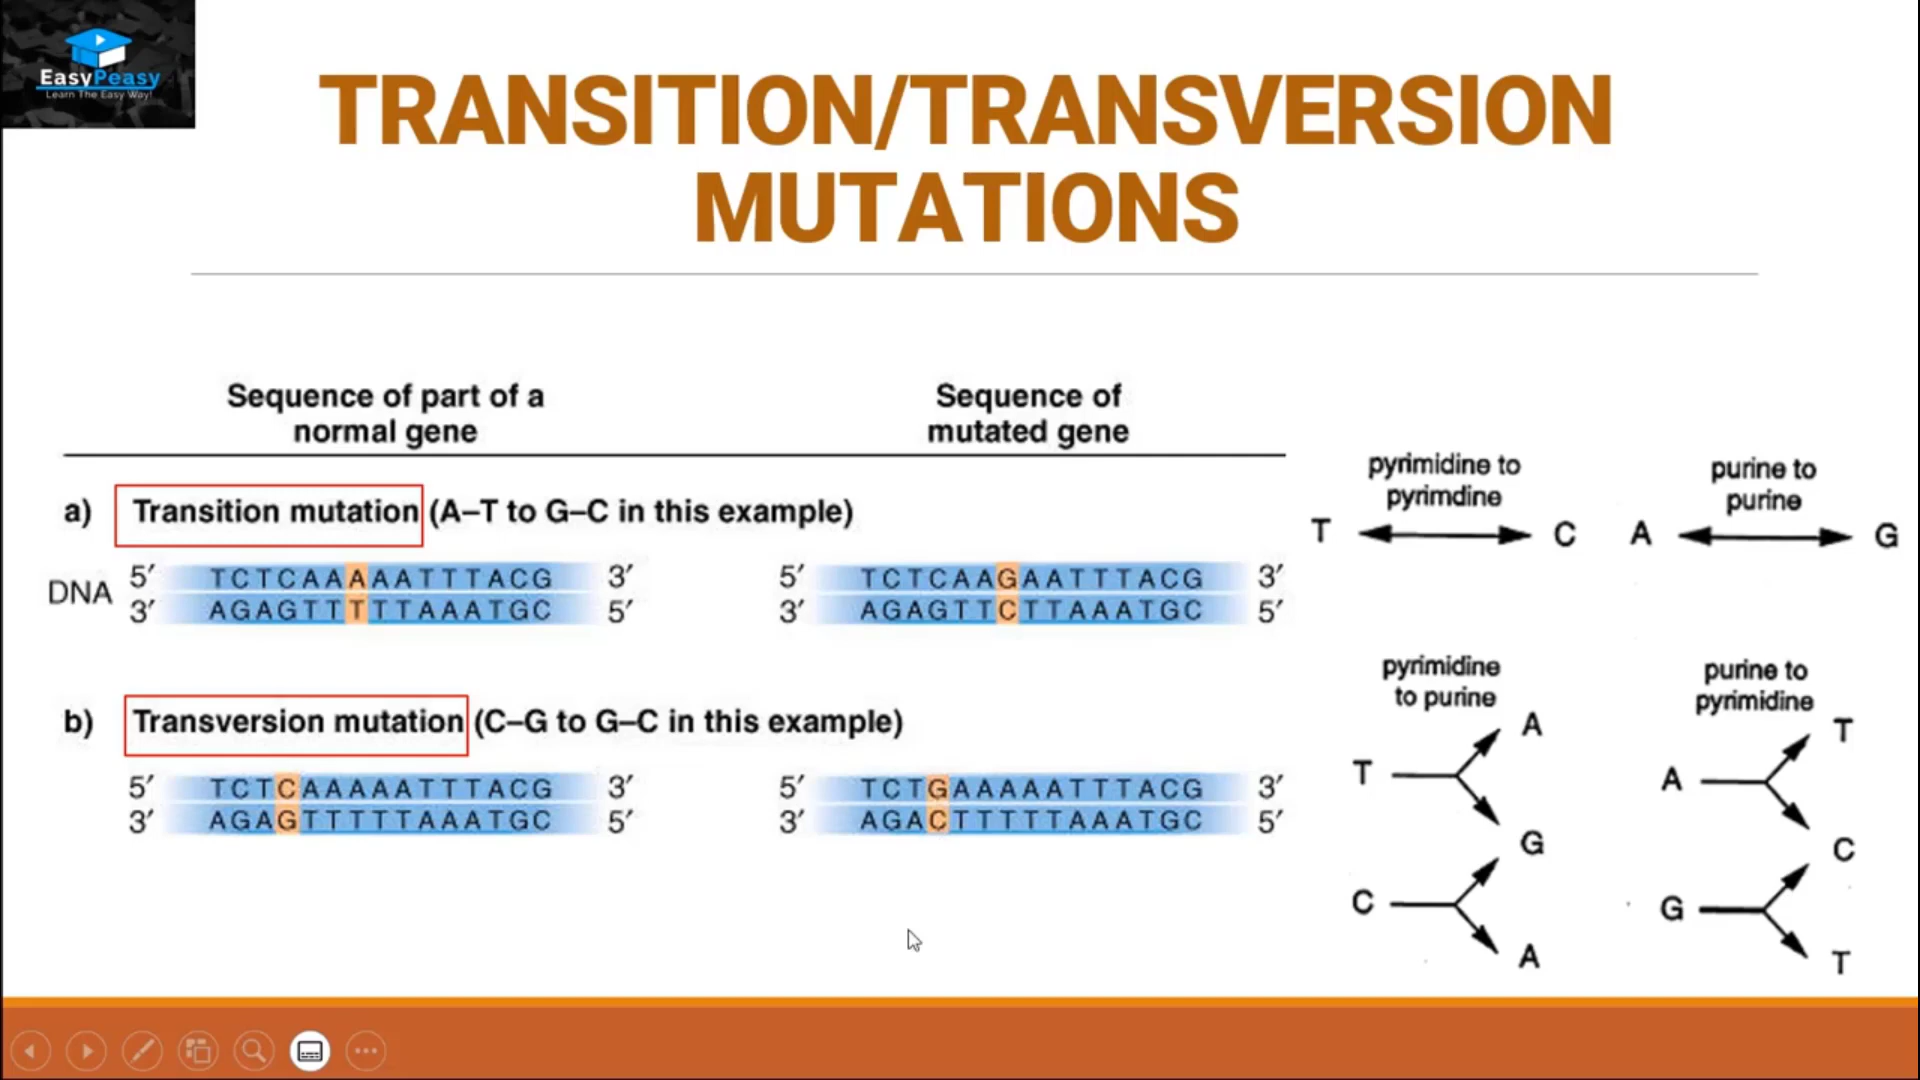 EasyPeasy
Learn The Easy Way!
TRANSITION/TRANSVERSION
MUTATIONS
Sequence of part of a
normal gene
Sequence of
mutated gene
a) Transition mutation (A–T to G–C in this example)
DNA
5′ TCTCAAAAATTTACG 3′
3′ AGAGTTTTTAAATGC 5′
5′ TCTCAAGAATTTACG 3′
3′ AGAGTTCTTAAATGC 5′
b) Transversion mutation (C–G to G–C in this example)
5′ TCTCAAAAATTTACG 3′
3′ AGAGTTTTTAAATGC 5′
5′ TCTGAAAAATTTACG 3′
3′ AGACTTTTTAAATGC 5′
pyrimidine to
pyrimdine
T C
purine to
purine
A G
pyrimidine
to purine
T A G
C G A
purine to
pyrimidine
A T C
G C T